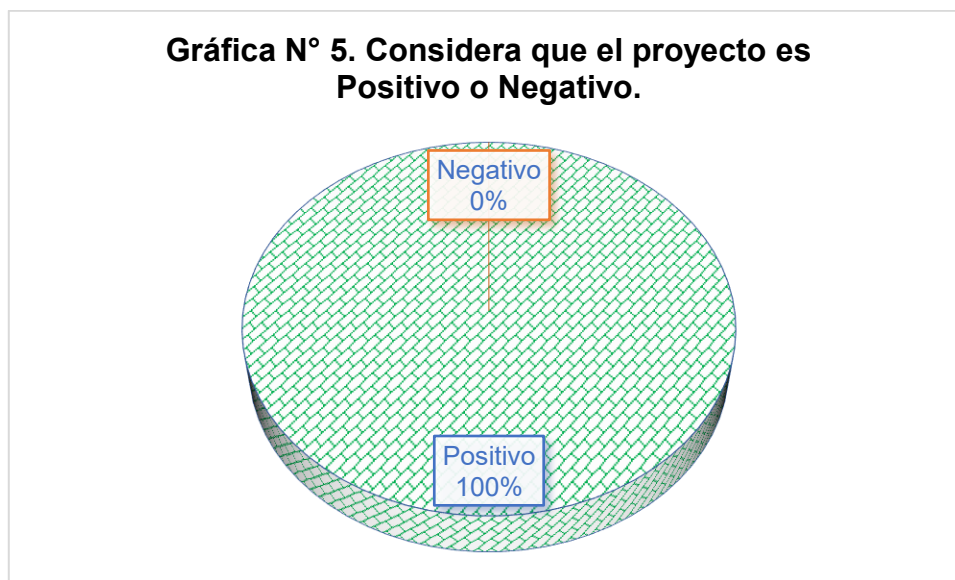 Gráfica N° 5. Considera que el proyecto es
Positivo o Negativo.
Negativo
0%
Positivo
100%